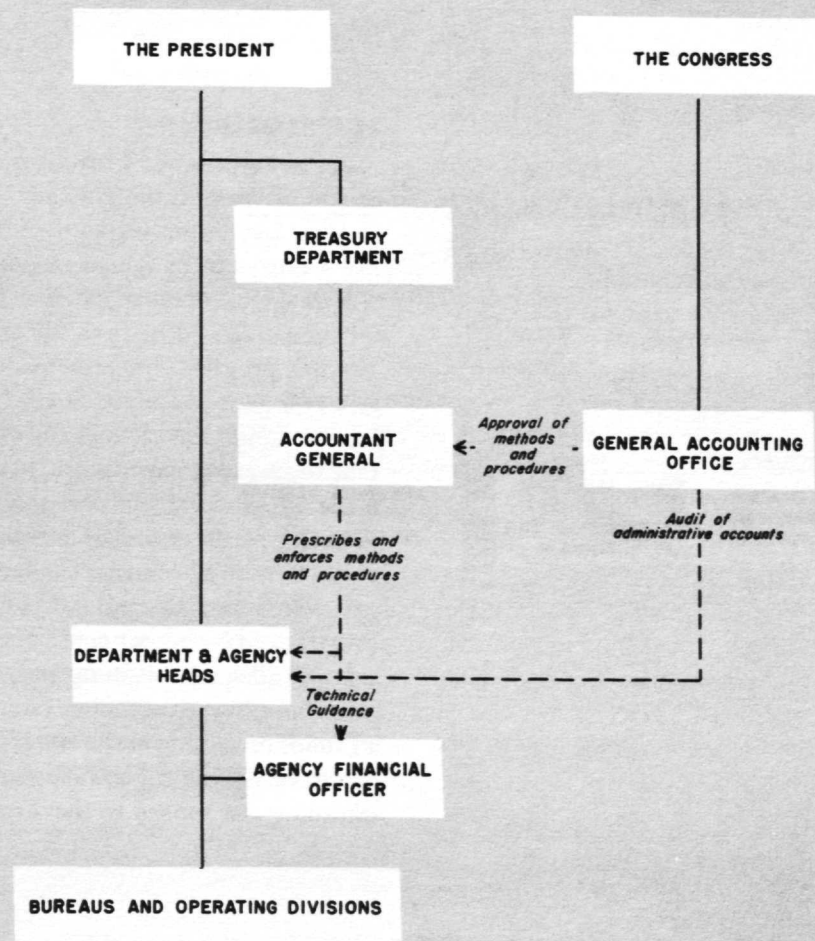 THE PRESIDENT
THE CONGRESS
TREASURY
DEPARTMENT
ACCOUNTANT
GENERAL
Approval of
methods
and
procedures
GENERAL ACCOUNTING
OFFICE
Prescribes and
enforces methods
and procedures
Audit of
administrative accounts
DEPARTMENT & AGENCY
HEADS
Technical
Guidance
AGENCY FINANCIAL
OFFICER
BUREAUS AND OPERATING DIVISIONS